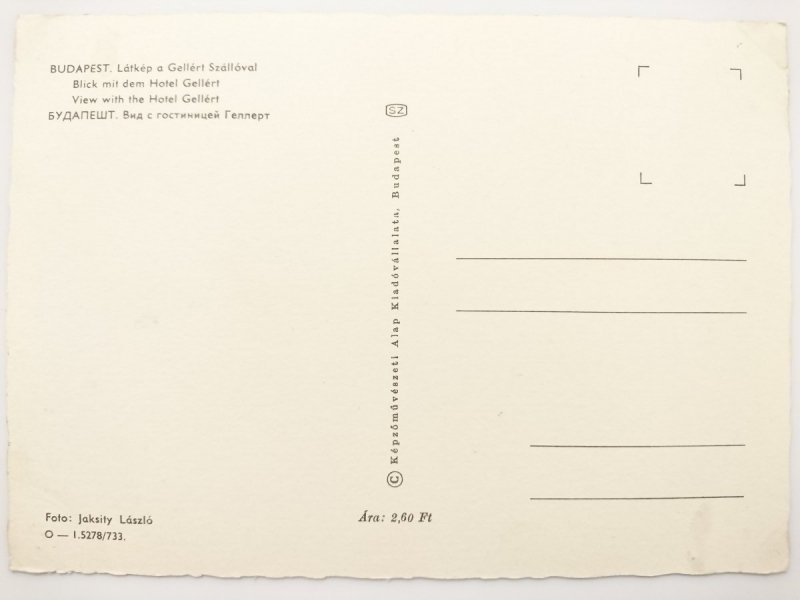 BUDAPEST. Látkép a Gellért Szállóval
Blick mit dem Hotel Gellért
View with the Hotel Gellért
БУДАПЕШТ. Вид с гостиницей Геллерт
SZ
© Képzőművészeti Alap Kiadóvállalata, Budapest
Foto: Jaksity László
O — 1.5278/733.
Ára: 2,60 Ft